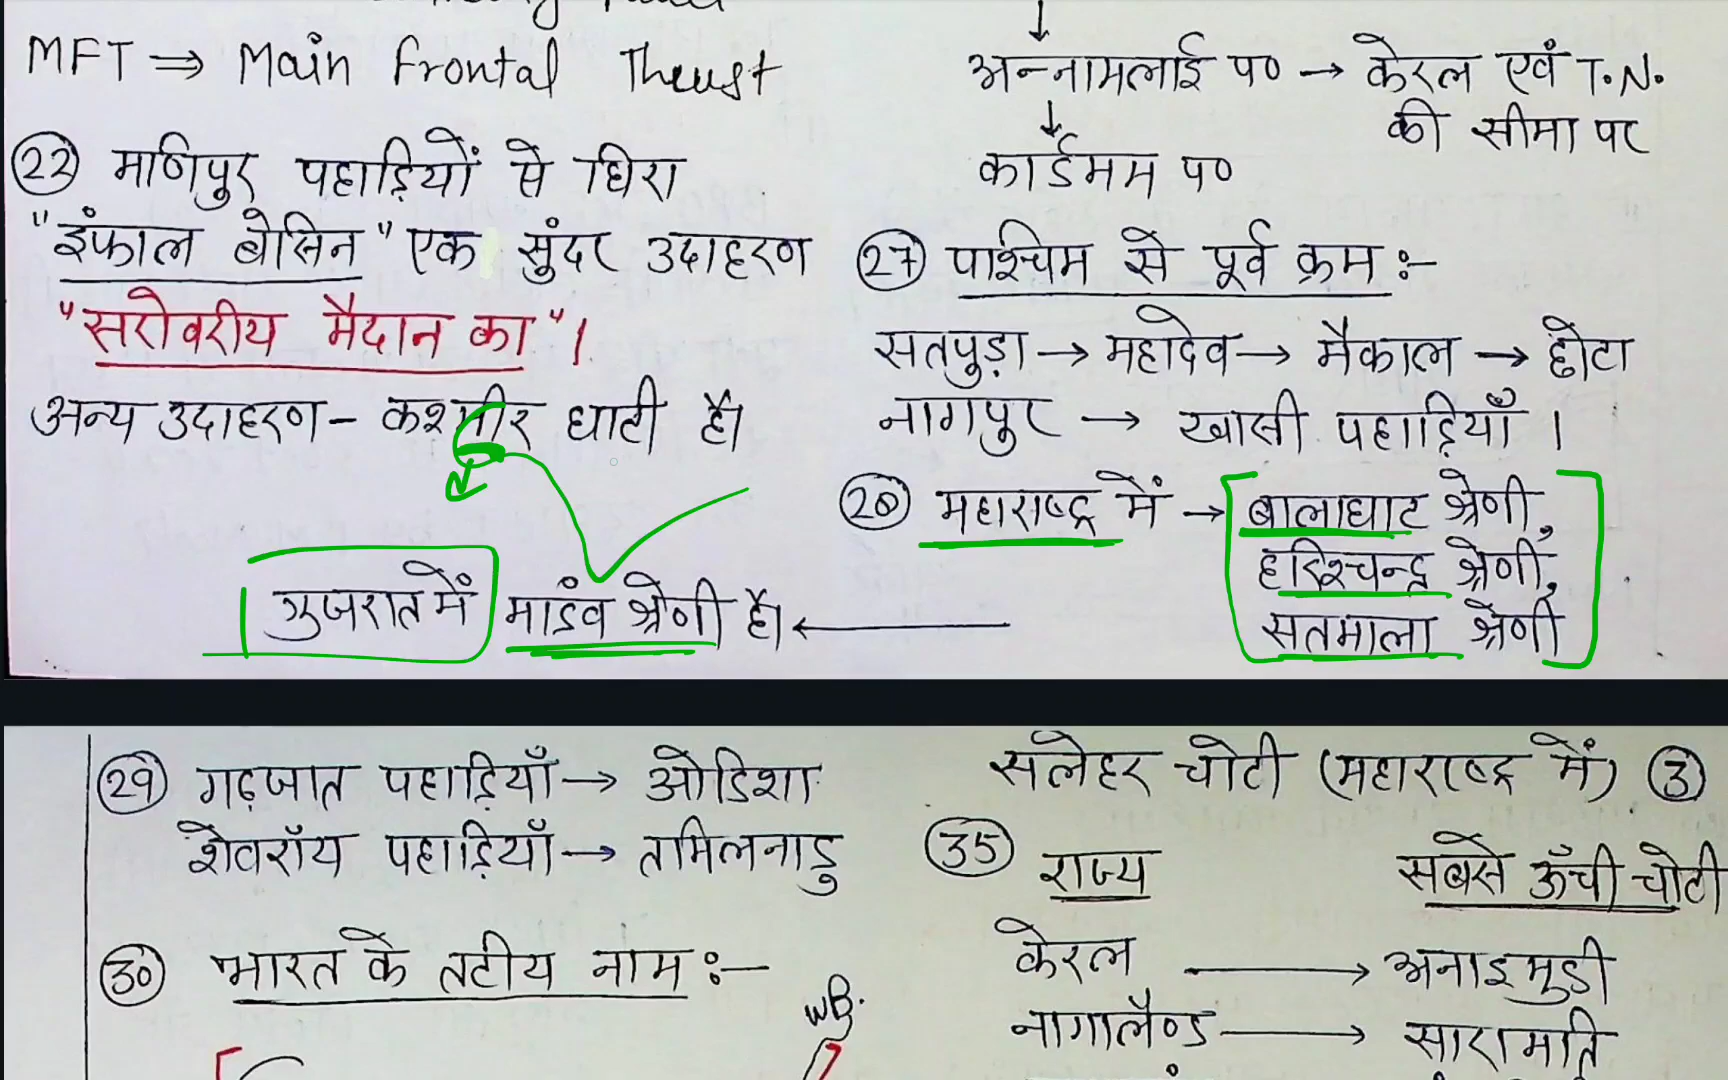 MFT ⇒ Main Frontal Thrust
(22) मणिपुर पहाड़ियों से घिरा
"इंफाल बेसिन" एक सुंदर उदाहरण
"सरोवरीय मैदान का"।
अन्य उदाहरण - कश्मीर घाटी है।
गुजरात में माडंव श्रेणी है। ←
↓
अन्नामलाई प० → केरल एवं T.N.
की सीमा पर
↓
कार्डमम प०
(27) पश्चिम से पूर्व क्रम :-
सतपुड़ा → महादेव → मैकाल → छोटा
नागपुर → खासी पहाड़ियाँ ।
(28) महाराष्ट्र में → बालाघाट श्रेणी,
हरिश्चन्द्र श्रेणी,
सतमाला श्रेणी
(29) गढ़जात पहाड़ियाँ → ओडिशा
शेवरॉय पहाड़ियाँ → तमिलनाडु
(30) भारत के तटीय नाम :-
WB.
सलेहर चोटी (महाराष्ट्र में) (3)
(35) राज्य सबसे ऊँची चोटी
केरल → अनाइमुडी
नागालैण्ड → सारामाति